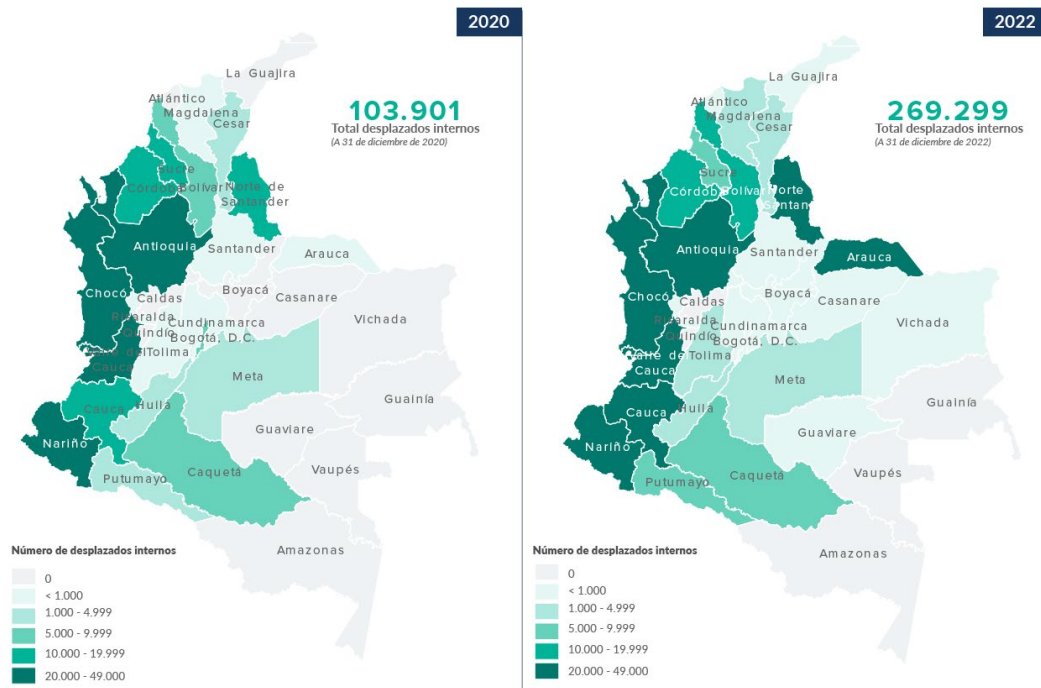 2020
La Guajira
Atlántico
Magdalena
Cesar
103.901
Total desplazados internos
(A 31 de diciembre de 2020)
Sucre
Córdoba
Bolívar
Norte de
Santander
Antioquia
Santander
Arauca
Chocó
Caldas
Boyacá
Casanare
Risaralda
Cundinamarca
Vichada
Quindío
Bogotá, D.C.
Valle del
Tolima
Cauca
Meta
Cauca
Huila
Guainía
Nariño
Guaviare
Putumayo
Caquetá
Vaupés
Amazonas
Número de desplazados internos
0
< 1.000
1.000 - 4.999
5.000 - 9.999
10.000 - 19.999
20.000 - 49.000
2022
La Guajira
Atlántico
Magdalena
Cesar
269.299
Total desplazados internos
(A 31 de diciembre de 2022)
Sucre
Córdob
Bolívar
Norte
Santan
Antioquia
Santander
Arauca
Chocó
Caldas
Boyacá
Casanare
Risaralda
Cundinamarca
Vichada
Quindío
Bogotá, D.C.
Valle del
Tolima
Cauca
Meta
Cauca
Huila
Guainía
Nariño
Guaviare
Putumayo
Caquetá
Vaupés
Amazonas
Número de desplazados internos
0
< 1.000
1.000 - 4.999
5.000 - 9.999
10.000 - 19.999
20.000 - 49.000